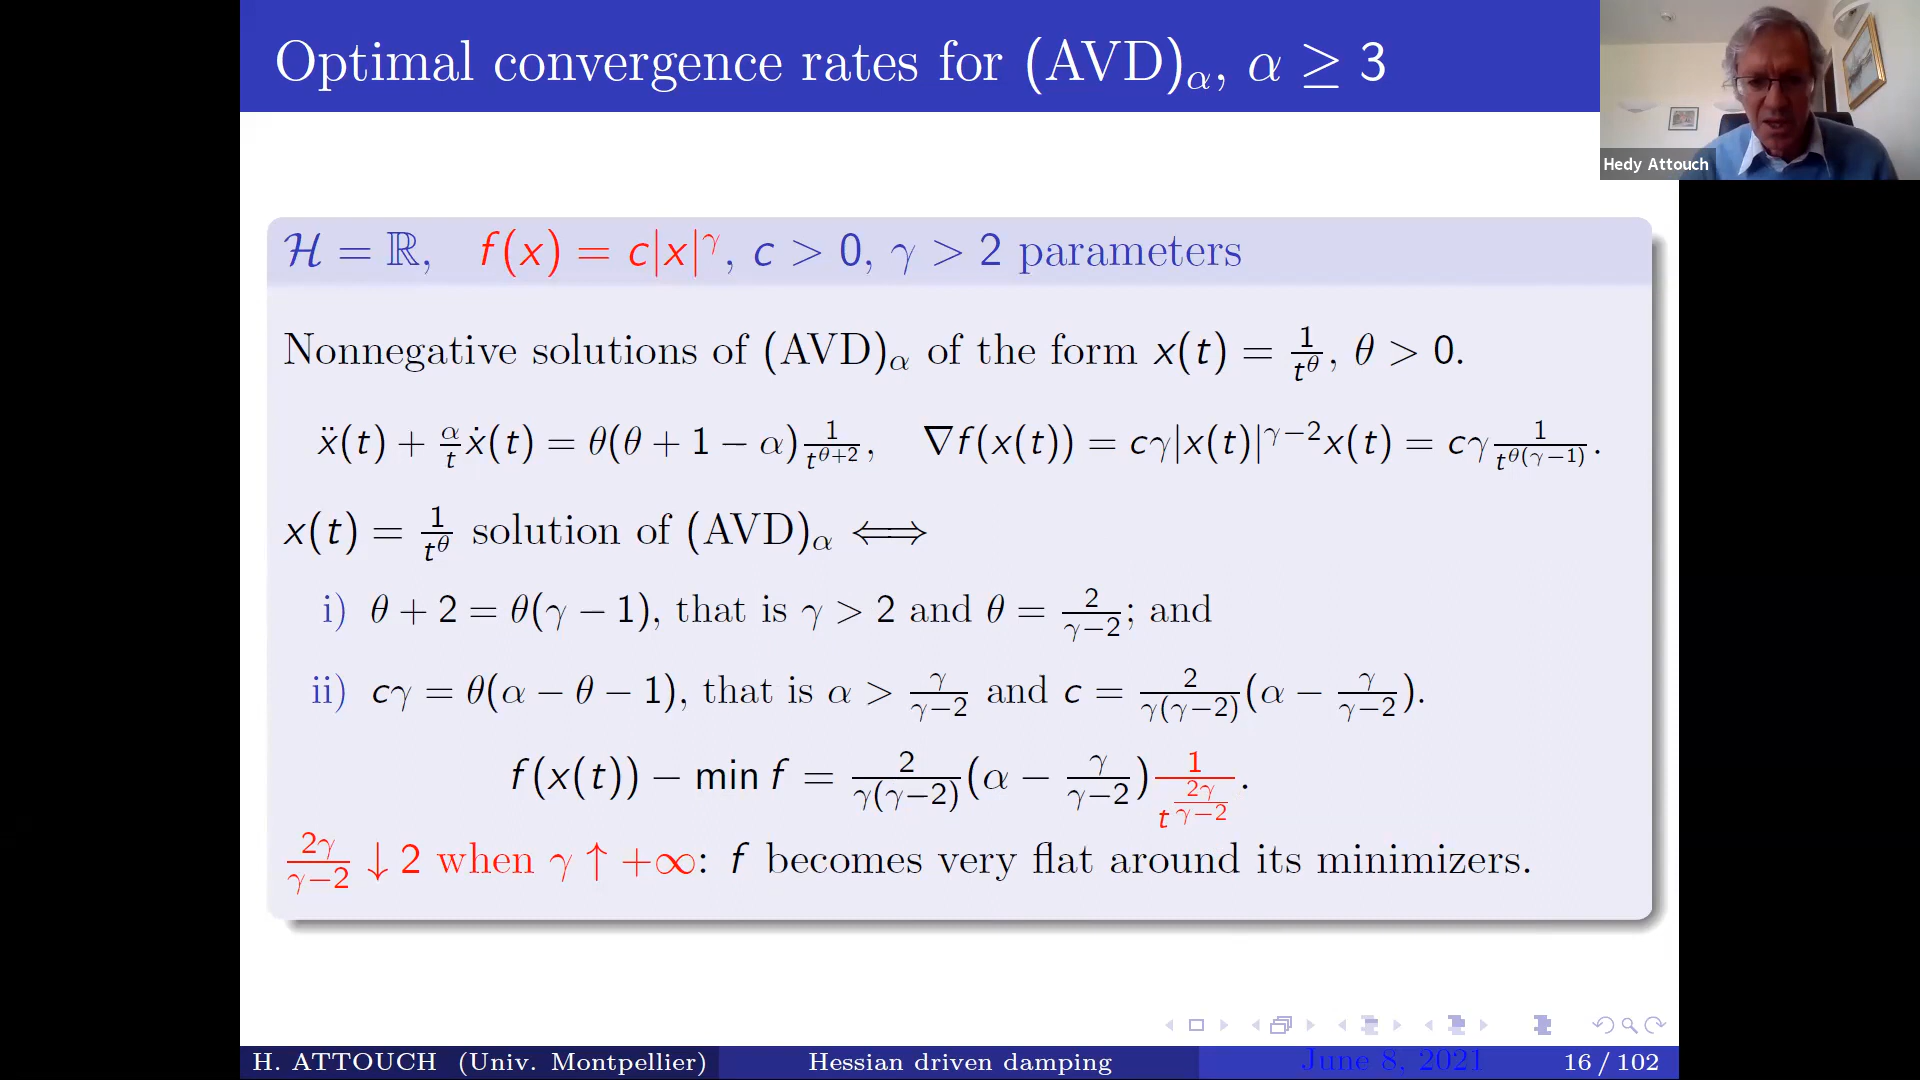 Optimal convergence rates for (AVD)_α, α ≥ 3
Hedy Attouch
ℋ = ℝ, f(x) = c|x|^γ, c > 0, γ > 2 parameters
Nonnegative solutions of (AVD)_α of the form x(t) = 1/t^θ, θ > 0.
ẍ(t) + α/t ẋ(t) = θ(θ + 1 − α) 1/t^(θ+2), ∇f(x(t)) = cγ|x(t)|^(γ−2) x(t) = cγ 1/t^(θ(γ−1)).
x(t) = 1/t^θ solution of (AVD)_α ⟺
i) θ + 2 = θ(γ − 1), that is γ > 2 and θ = 2/(γ−2); and
ii) cγ = θ(α − θ − 1), that is α > γ/(γ−2) and c = 2/(γ(γ−2)) (α − γ/(γ−2)).
f(x(t)) − min f = 2/(γ(γ−2)) (α − γ/(γ−2)) 1/t^(2γ/(γ−2)).
2γ/(γ−2) ↓ 2 when γ ↑ +∞: f becomes very flat around its minimizers.
H. ATTOUCH (Univ. Montpellier) Hessian driven damping June 8, 2021 16 / 102